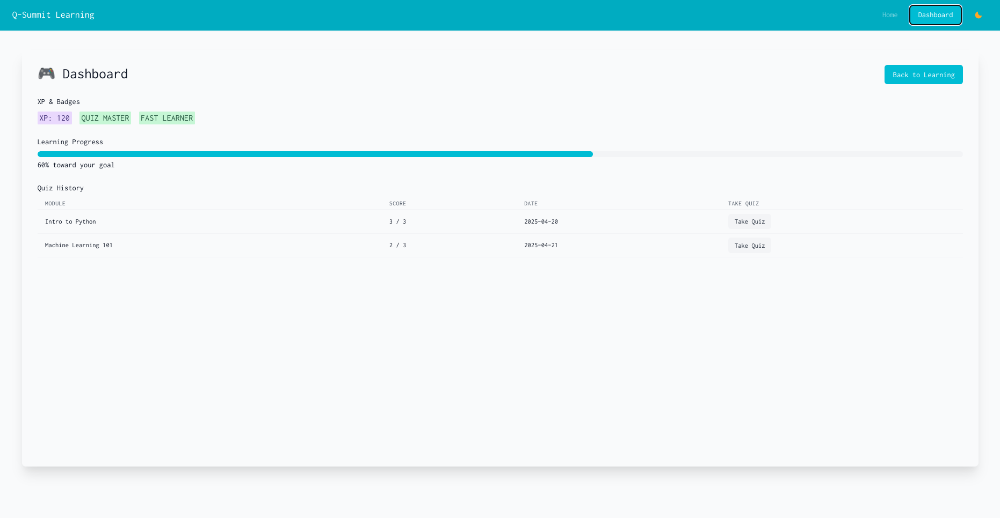 Q-Summit Learning
Home
Dashboard
Dashboard
Back to Learning
XP & Badges
XP: 120 QUIZ MASTER FAST LEARNER
Learning Progress
60% toward your goal
Quiz History
MODULE SCORE DATE TAKE QUIZ
Intro to Python 3 / 3 2025-04-20 Take Quiz
Machine Learning 101 2 / 3 2025-04-21 Take Quiz